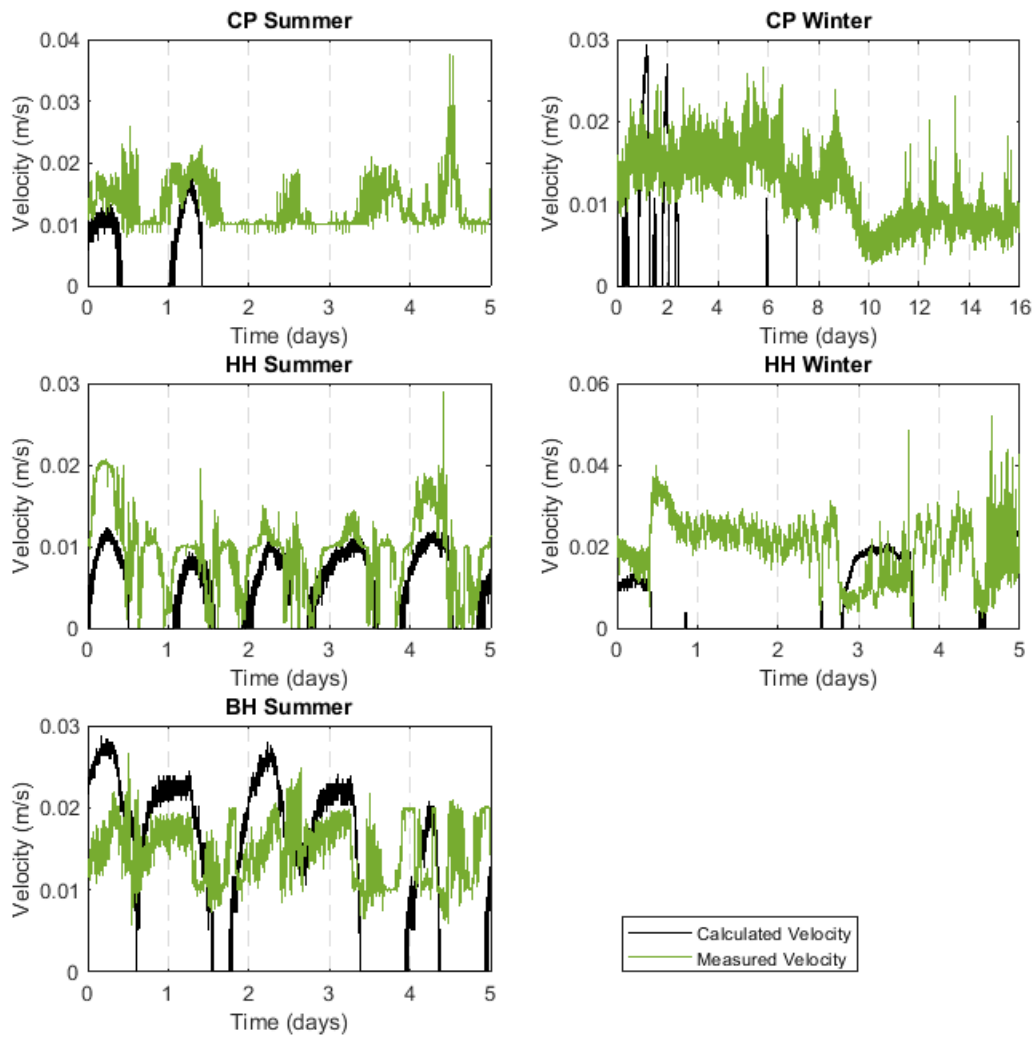 CP Summer
0.04
0.03
0.02
0.01
0
Velocity (m/s)
0 1 2 3 4 5
Time (days)
CP Winter
0.03
0.02
0.01
0
Velocity (m/s)
0 2 4 6 8 10 12 14 16
Time (days)
HH Summer
0.03
0.02
0.01
0
Velocity (m/s)
0 1 2 3 4 5
Time (days)
HH Winter
0.06
0.04
0.02
0
Velocity (m/s)
0 1 2 3 4 5
Time (days)
BH Summer
0.03
0.02
0.01
0
Velocity (m/s)
0 1 2 3 4 5
Time (days)
Calculated Velocity
Measured Velocity